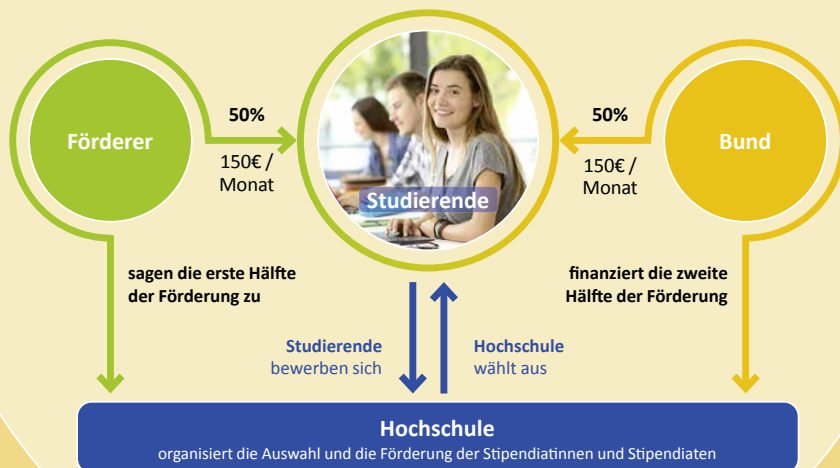 Förderer
50%
150€ /
Monat
Studierende
50%
150€ /
Monat
Bund
sagen die erste Hälfte
der Förderung zu
finanziert die zweite
Hälfte der Förderung
Studierende
bewerben sich
Hochschule
wählt aus
Hochschule
organisiert die Auswahl und die Förderung der Stipendiatinnen und Stipendiaten